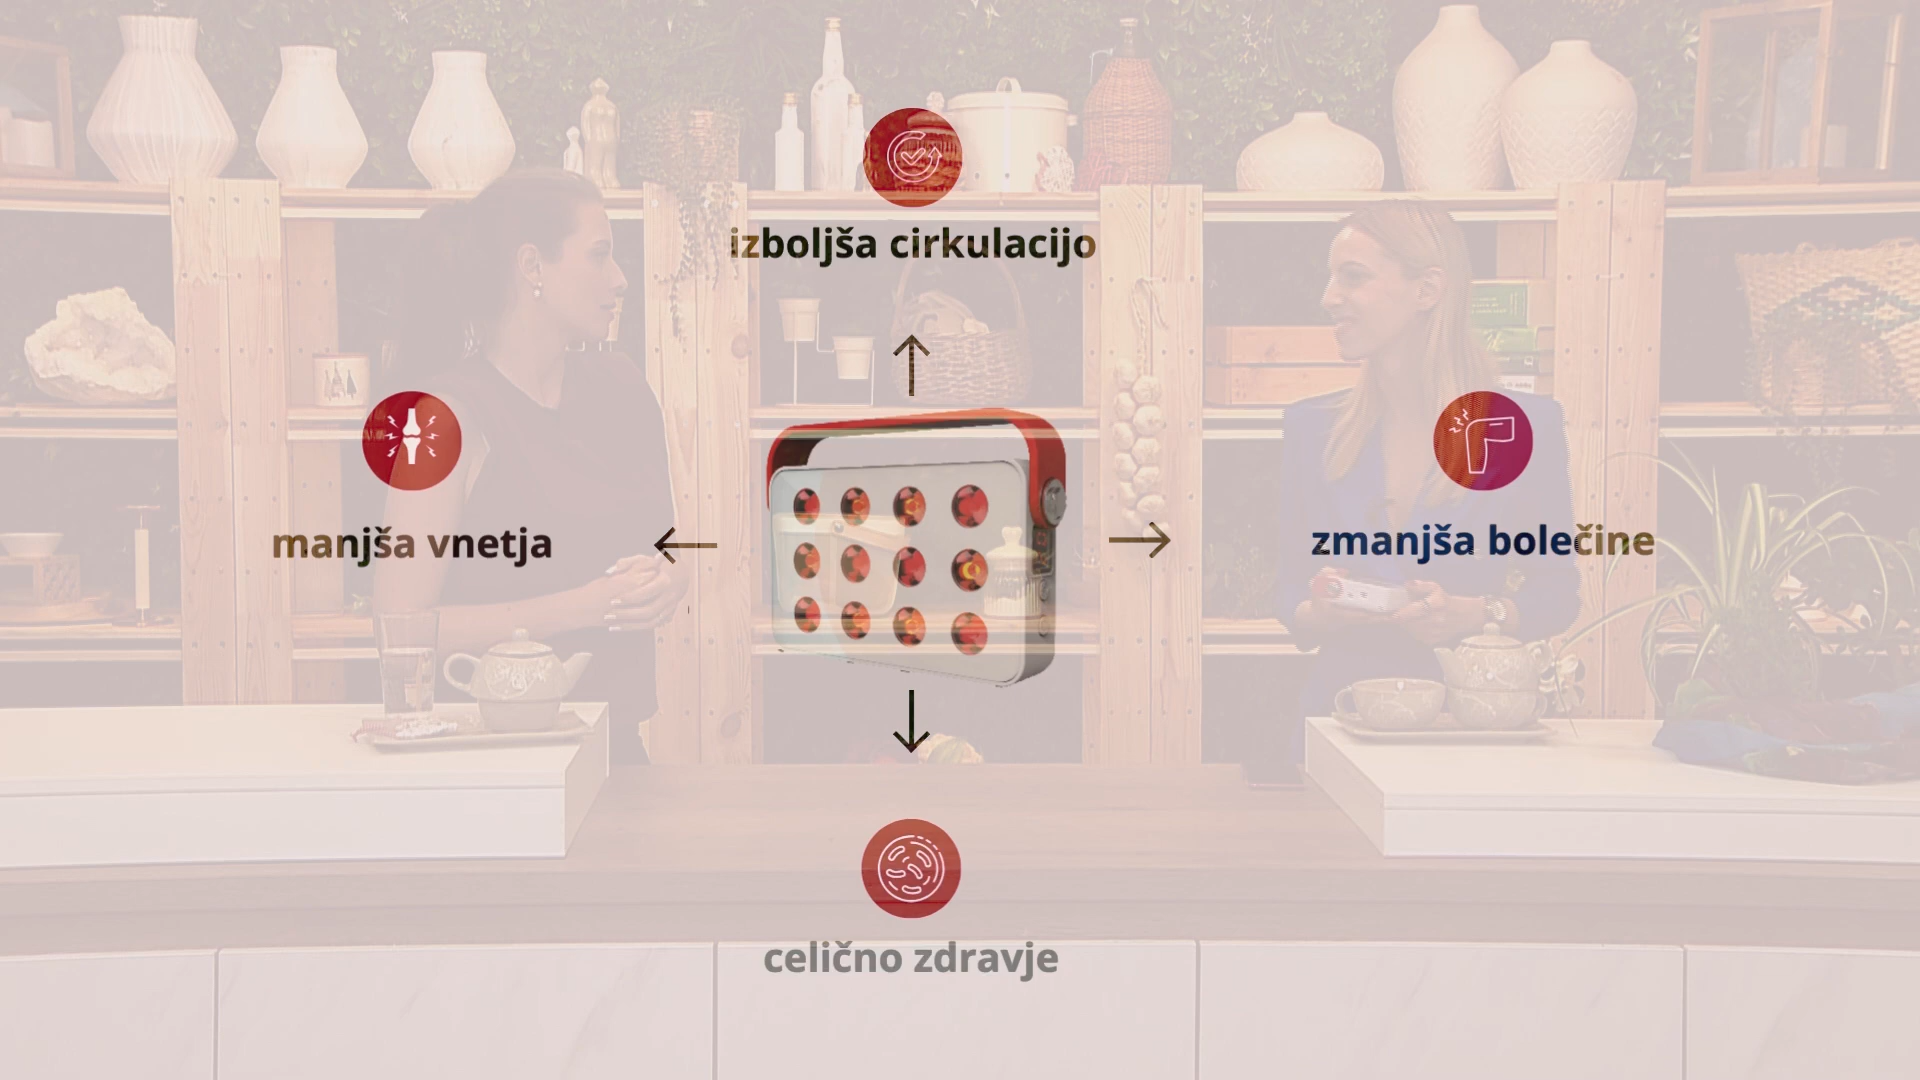 izboljša cirkulacijo
manjša vnetja
zmanjša bolečine
celično zdravje